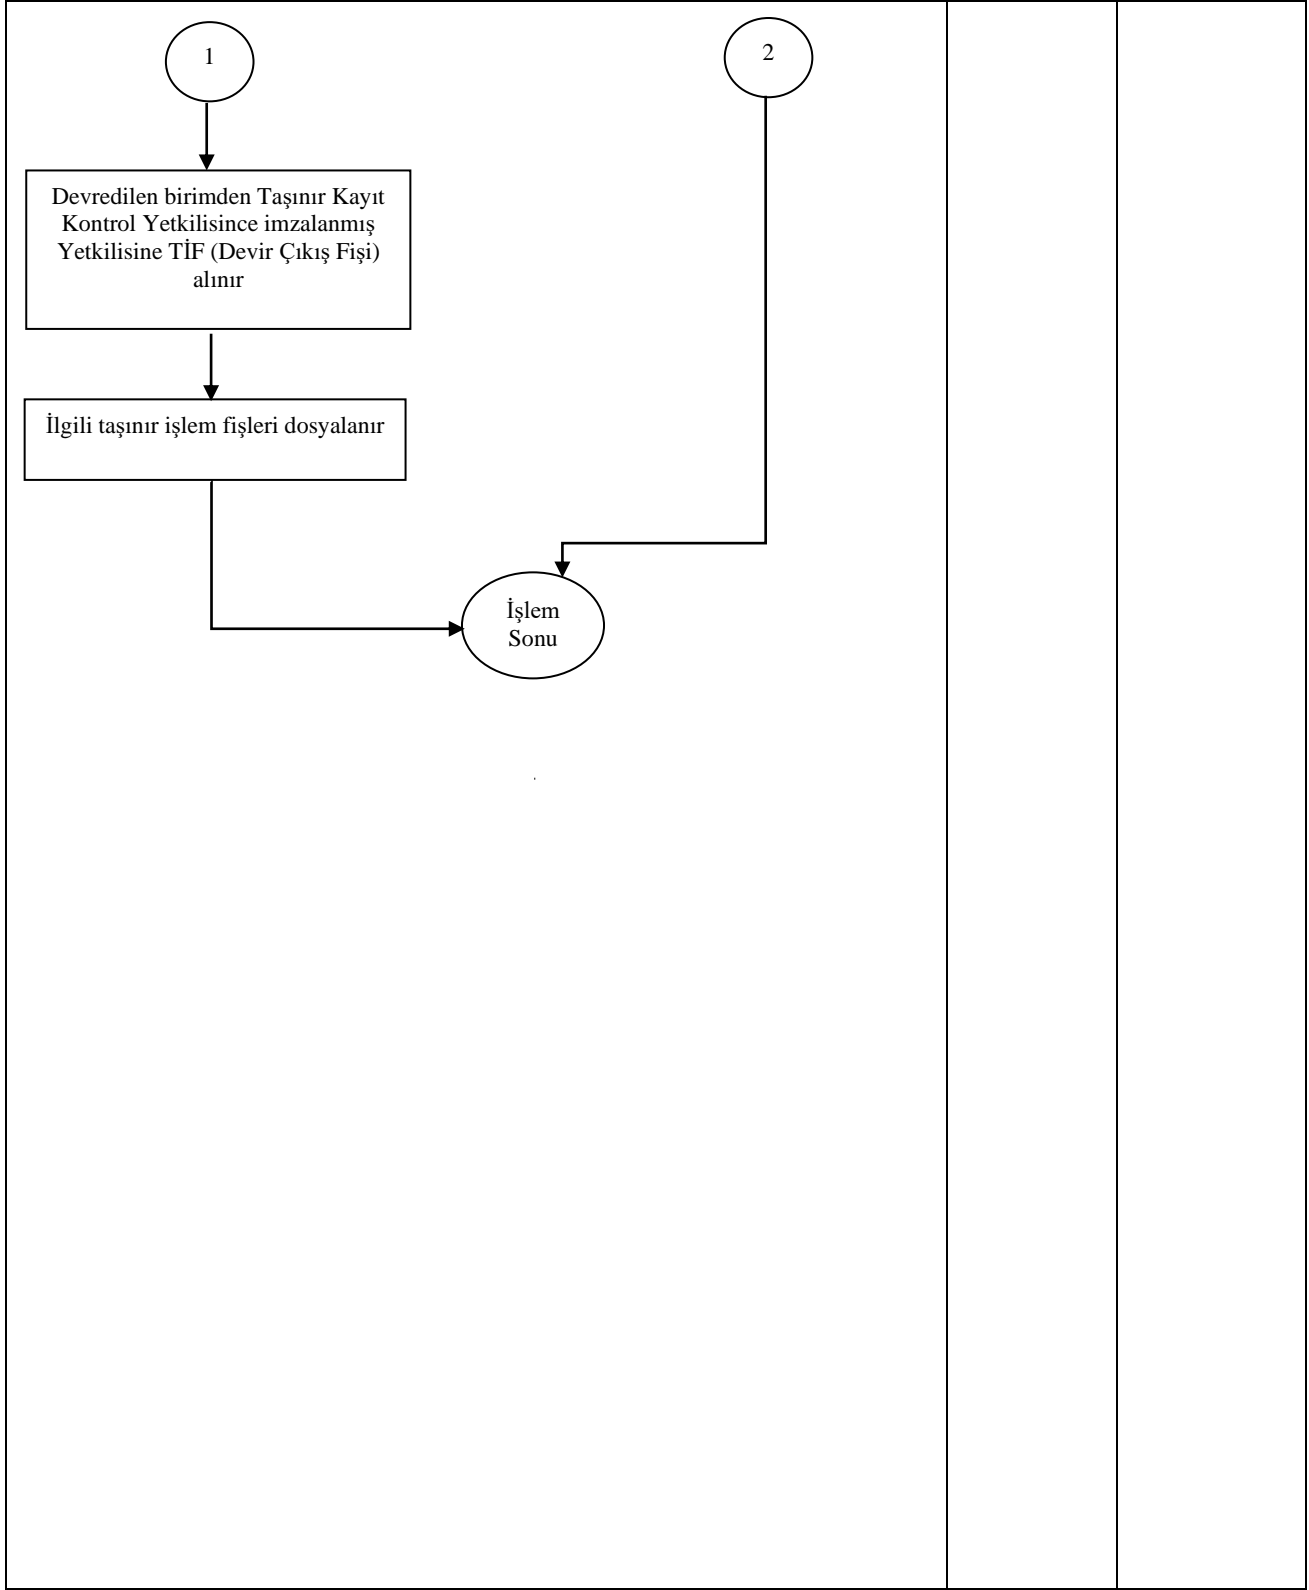 1
2
Devredilen birimden Taşınır Kayıt
Kontrol Yetkilisince imzalanmış
Yetkilisine TİF (Devir Çıkış Fişi)
alınır
İlgili taşınır işlem fişleri dosyalanır
İşlem
Sonu